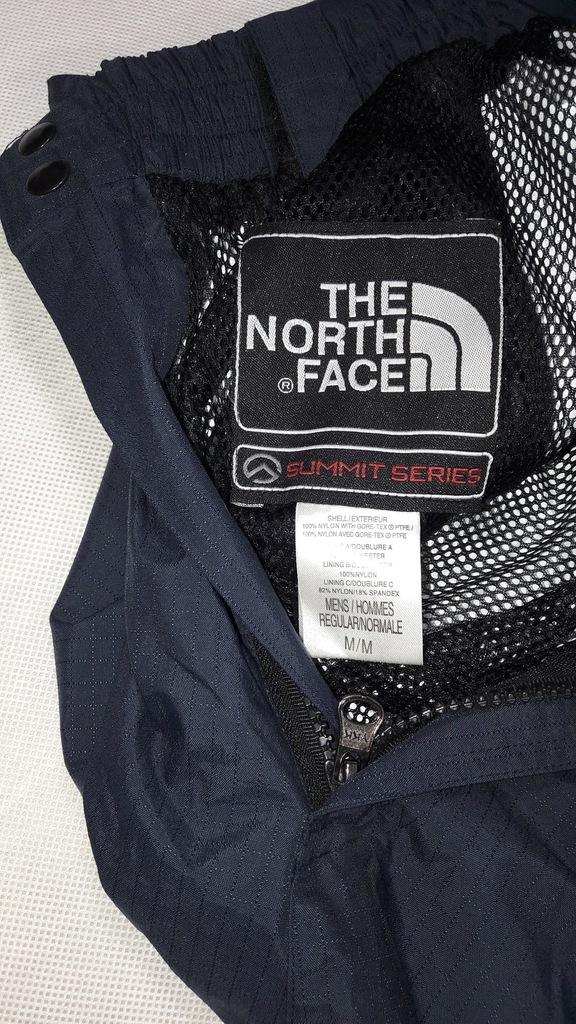 THE
NORTH
® FACE
SUMMIT SERIES
SHELL/EXTERIEUR
100% NYLON WITH GORE-TEX ® PTFE /
100% NYLON AVEC GORE-TEX ® PTFE
A/DOUBLURE A
LINING
100%NYLON
LINING C/DOUBLURE C
82% NYLON/18% SPANDEX
MENS / HOMMES
REGULAR/NORMALE
M/M
YKK